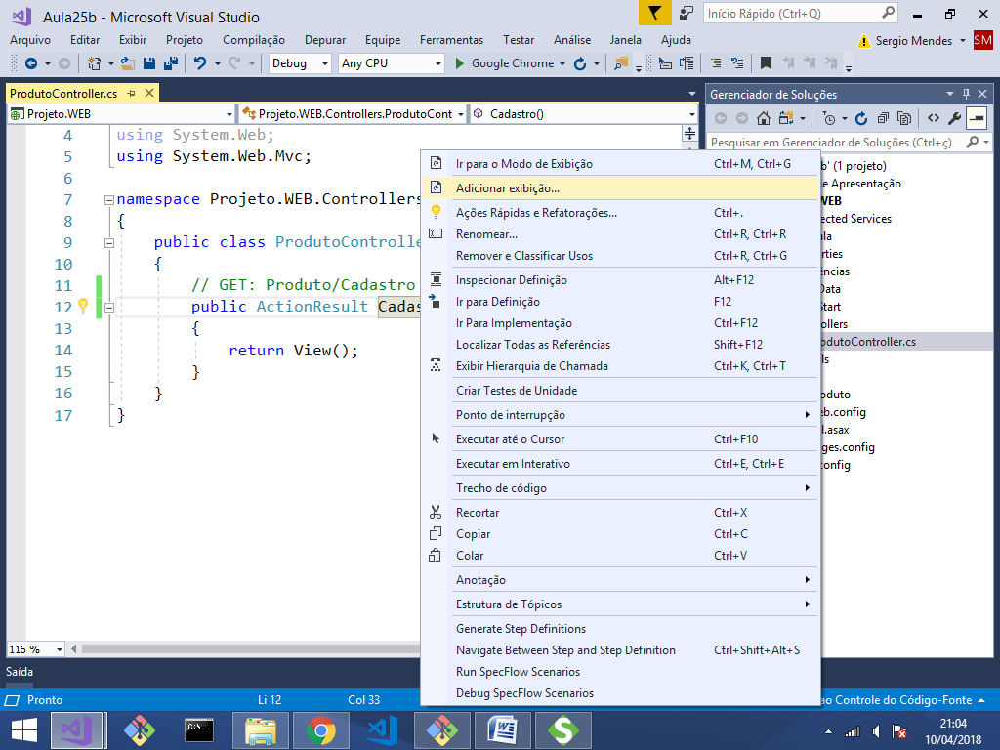 Aula25b - Microsoft Visual Studio
Início Rápido (Ctrl+Q)
Arquivo Editar Exibir Projeto Compilação Depurar Equipe Ferramentas Testar Análise Janela Ajuda
Sergio Mendes SM
Debug Any CPU Google Chrome
ProdutoController.cs
Projeto.WEB Projeto.WEB.Controllers.ProdutoCont Cadastro()
4 using System.Web;
5 using System.Web.Mvc;
6
7 namespace Projeto.WEB.Controllers
8 {
9 public class ProdutoControlle
10 {
11 // GET: Produto/Cadastro
12 public ActionResult Cadas
13 {
14 return View();
15 }
16 }
17 }
116 %
Ir para o Modo de Exibição Ctrl+M, Ctrl+G
Adicionar exibição...
Ações Rápidas e Refatorações... Ctrl+.
Renomear... Ctrl+R, Ctrl+R
Remover e Classificar Usos Ctrl+R, Ctrl+G
Inspecionar Definição Alt+F12
Ir para Definição F12
Ir Para Implementação Ctrl+F12
Localizar Todas as Referências Shift+F12
Exibir Hierarquia de Chamada Ctrl+K, Ctrl+T
Criar Testes de Unidade
Ponto de interrupção
Executar até o Cursor Ctrl+F10
Executar em Interativo Ctrl+E, Ctrl+E
Trecho de código
Recortar Ctrl+X
Copiar Ctrl+C
Colar Ctrl+V
Anotação
Estrutura de Tópicos
Generate Step Definitions
Navigate Between Step and Step Definition Ctrl+Shift+Alt+S
Run SpecFlow Scenarios
Debug SpecFlow Scenarios
Gerenciador de Soluções
Pesquisar em Gerenciador de Soluções (Ctrl+ç)
b' (1 projeto)
e Apresentação
WEB
ected Services
ula
rties
ências
Data
Start
ollers
odutoController.cs
ls
oduto
eb.config
l.asax
ges.config
config
Saída
Pronto Li 12 Col 33
ao Controle do Código-Fonte
21:04
10/04/2018